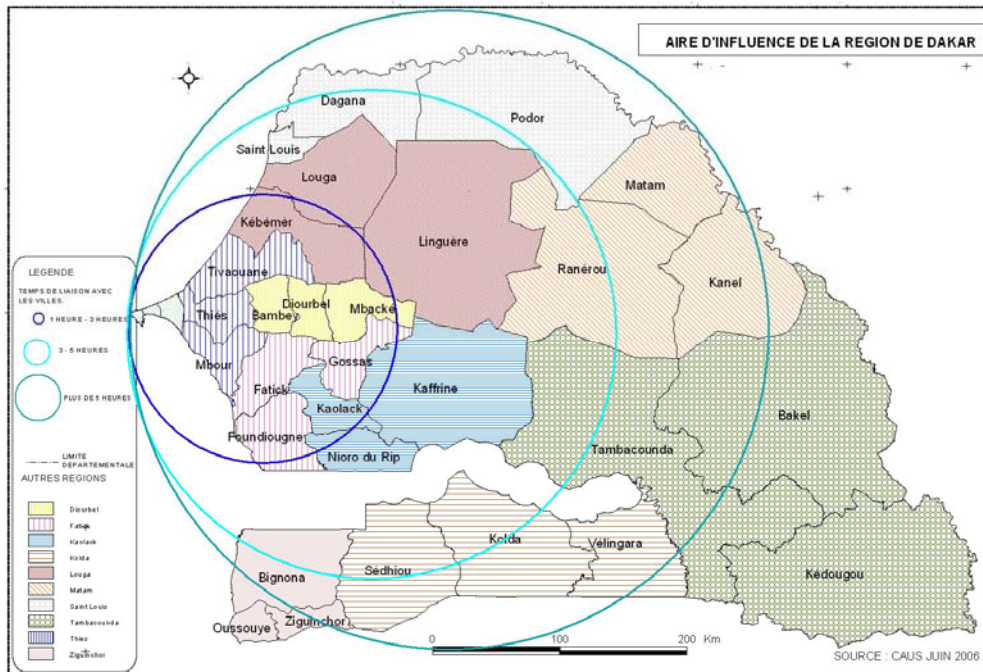 AIRE D'INFLUENCE DE LA REGION DE DAKAR
Dagana
Podor
Saint Louis
Louga
Matam
Kébémer
Linguère
Tivaouane
Ranérou
Kanel
Thiés
Bambey
Diourbel
Mbacké
Mbour
Gossas
Fatick
Kaffrine
Kaolack
Bakel
Foundiougne
Nioro du Rip
Tambacounda
Kolda
Vélingara
Sédhiou
Bignona
Kédougou
Oussouye
Ziguinchor
LEGENDE
TEMPS DE LIAISON AVEC
LES VILLES.
1 HEURE - 3 HEURES
3 - 5 HEURES
PLUS DE 5 HEURES
LIMITE
DEPARTEMENTALE
AUTRES REGIONS
Diourbel
Fatick
Kaolack
Kolda
Louga
Matam
Saint Louis
Tambacounda
Thies
Ziguinchor
0 100 200 Km
SOURCE : CAUS JUIN 2006